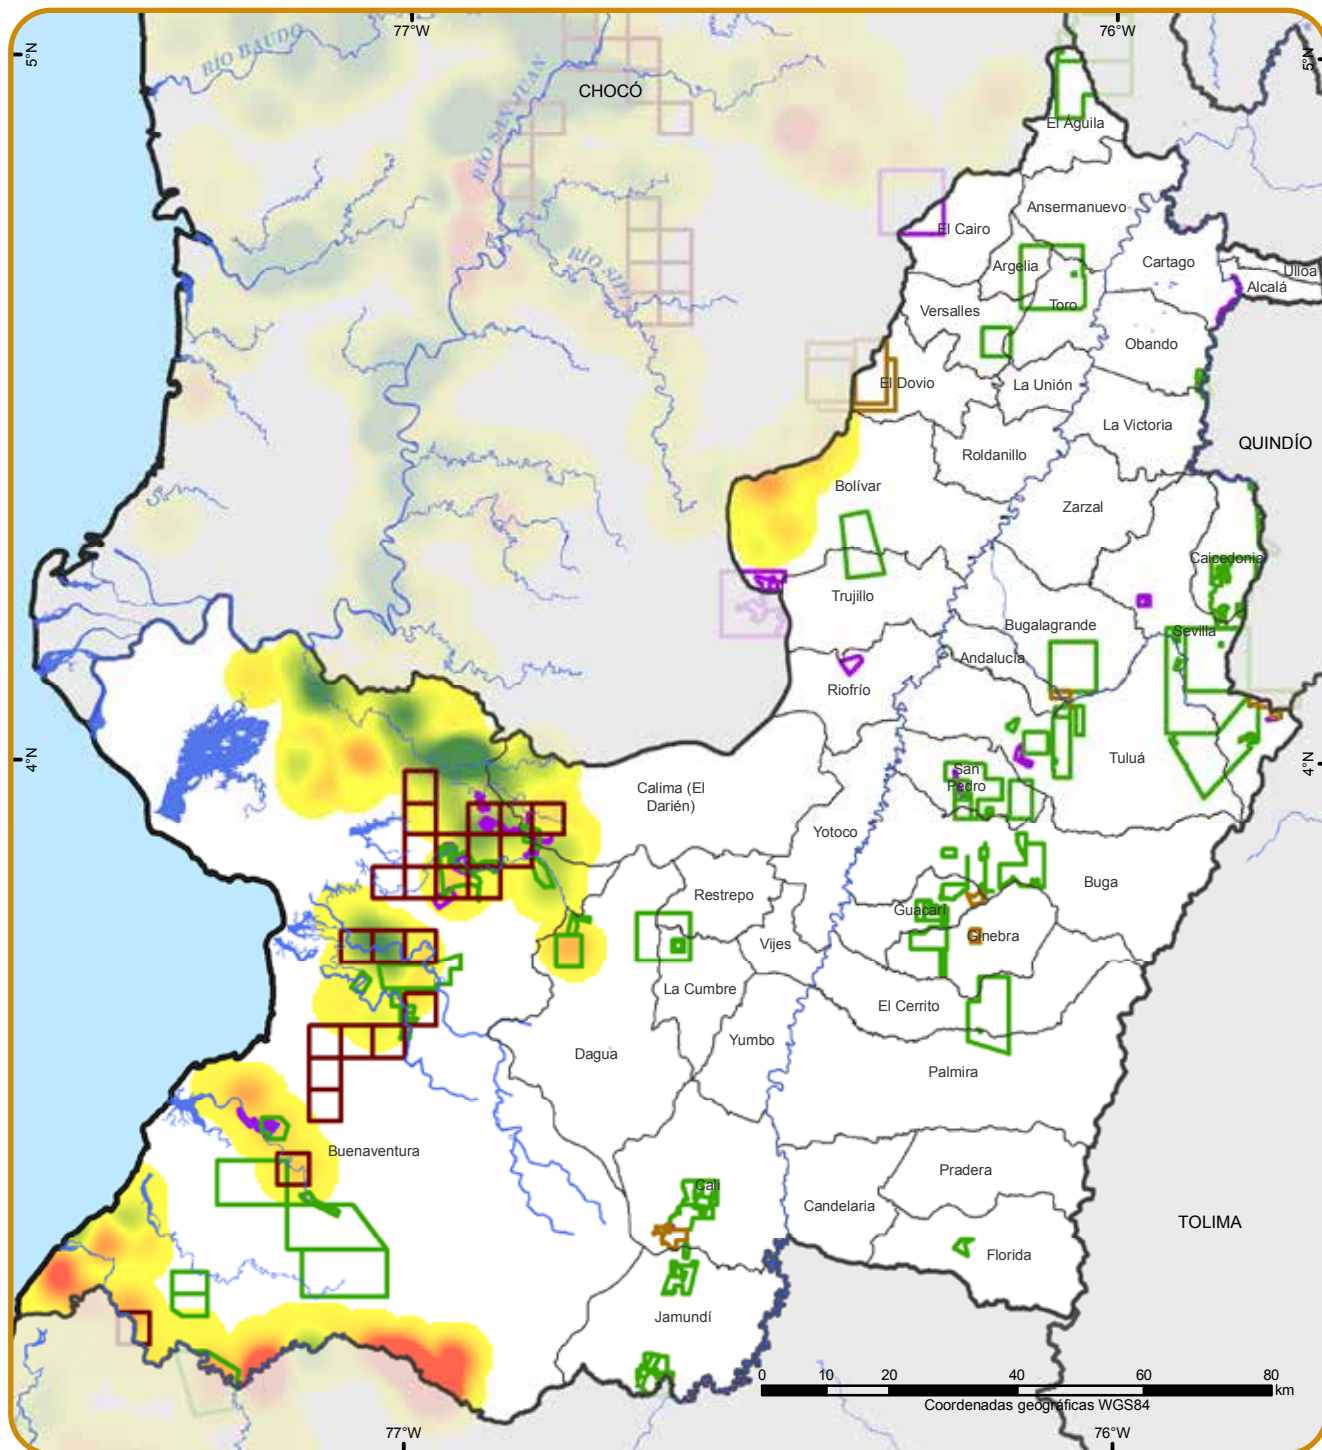 77°W
76°W
5°N
5°N
RÍO BAUDO
CHOCÓ
RÍO SAN JUAN
El Águila
Ansermanuevo
El Cairo
Cartago
Argelia
Ulloa
Alcalá
Toro
Versalles
Obando
El Dovio
La Unión
La Victoria
QUINDÍO
Roldanillo
Bolívar
Zarzal
Caicedonia
Trujillo
Bugalagrande
Sevilla
Andalucía
Riofrío
4°N
4°N
Tuluá
San
Pedro
Calima (El
Darién)
Yotoco
Buga
Restrepo
Guacarí
Ginebra
Vijes
La Cumbre
El Cerrito
Yumbo
Dagua
Palmira
Buenaventura
Pradera
Cali
Candelaria
TOLIMA
Florida
Jamundí
0 10 20 40 60 80
km
Coordenadas geográficas WGS84
77°W
76°W